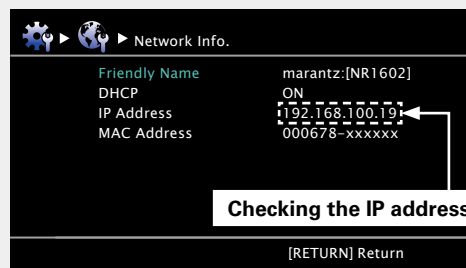 Network Info.
Friendly Name marantz:[NR1602]
DHCP ON
IP Address 192.168.100.19
MAC Address 000678-xxxxxx
Checking the IP address
[RETURN] Return